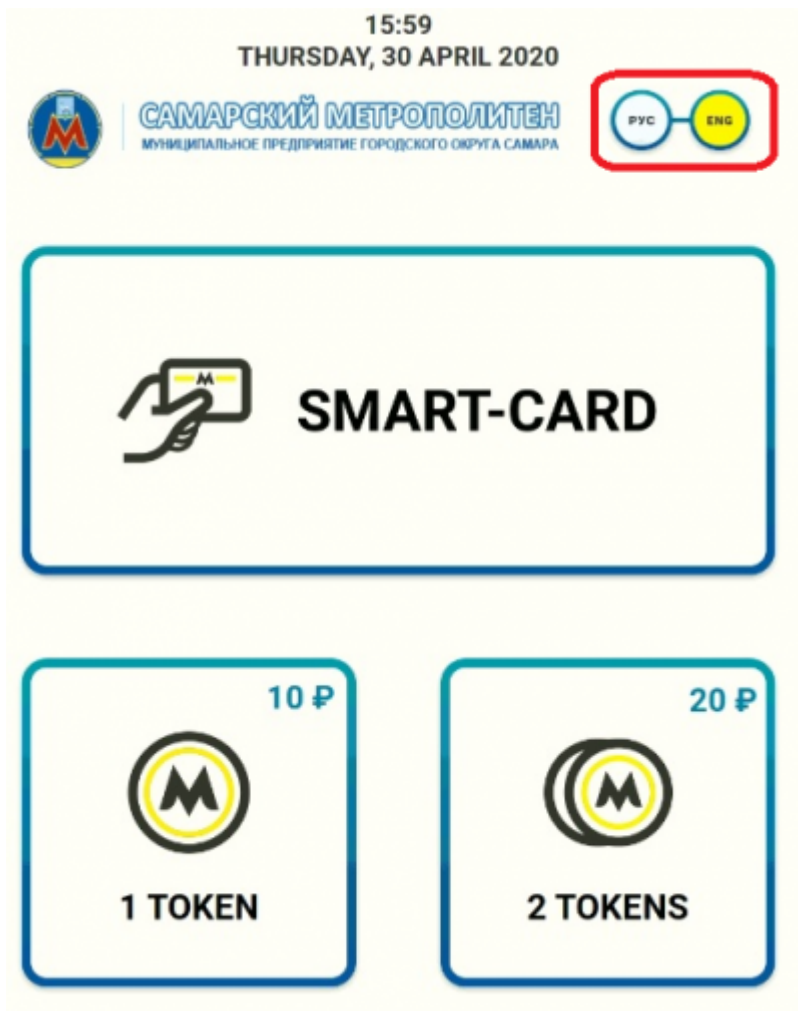 15:59
THURSDAY, 30 APRIL 2020
САМАРСКИЙ МЕТРОПОЛИТЕН
МУНИЦИПАЛЬНОЕ ПРЕДПРИЯТИЕ ГОРОДСКОГО ОКРУГА САМАРА
РУС ENG
SMART-CARD
10 ₽
1 TOKEN
20 ₽
2 TOKENS